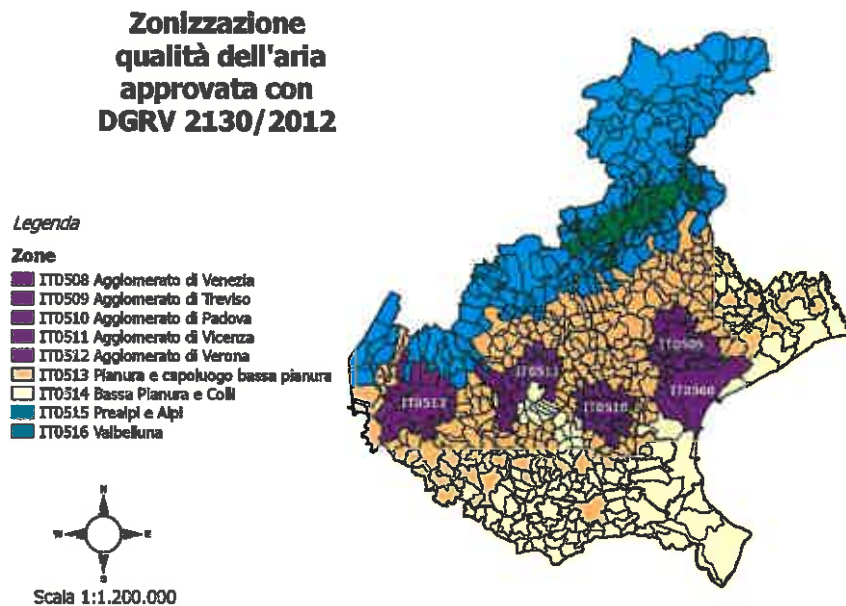 Zonizzazione
qualità dell'aria
approvata con
DGRV 2130/2012
Legenda
Zone
IT0508 Agglomerato di Venezia
IT0509 Agglomerato di Treviso
IT0510 Agglomerato di Padova
IT0511 Agglomerato di Vicenza
IT0512 Agglomerato di Verona
IT0513 Pianura e capoluogo bassa pianura
IT0514 Bassa Pianura e Colli
IT0515 Prealpi e Alpi
IT0516 Valbelluna
IT0509
IT0511
IT0508
IT0512
IT0510
N
W
E
S
Scala 1:1.200.000